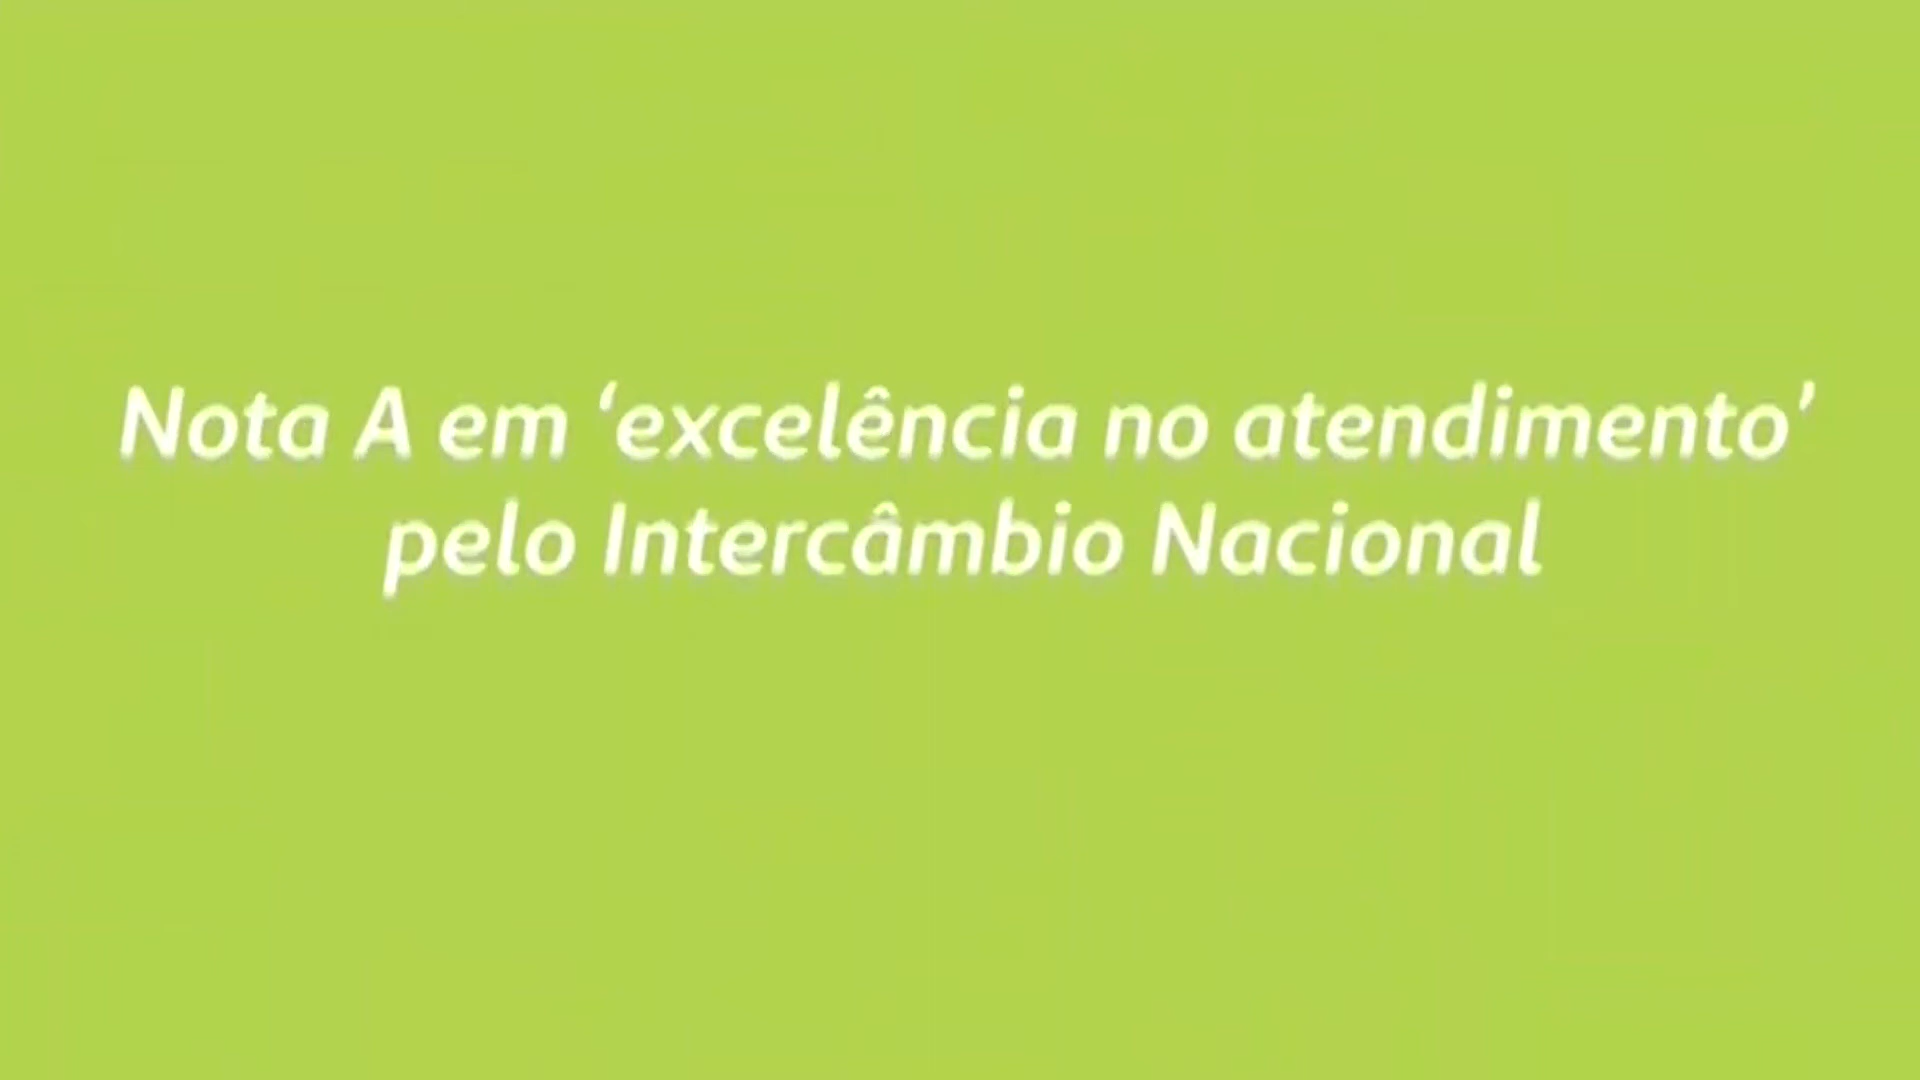 Nota A em ‘excelência no atendimento’
pelo Intercâmbio Nacional